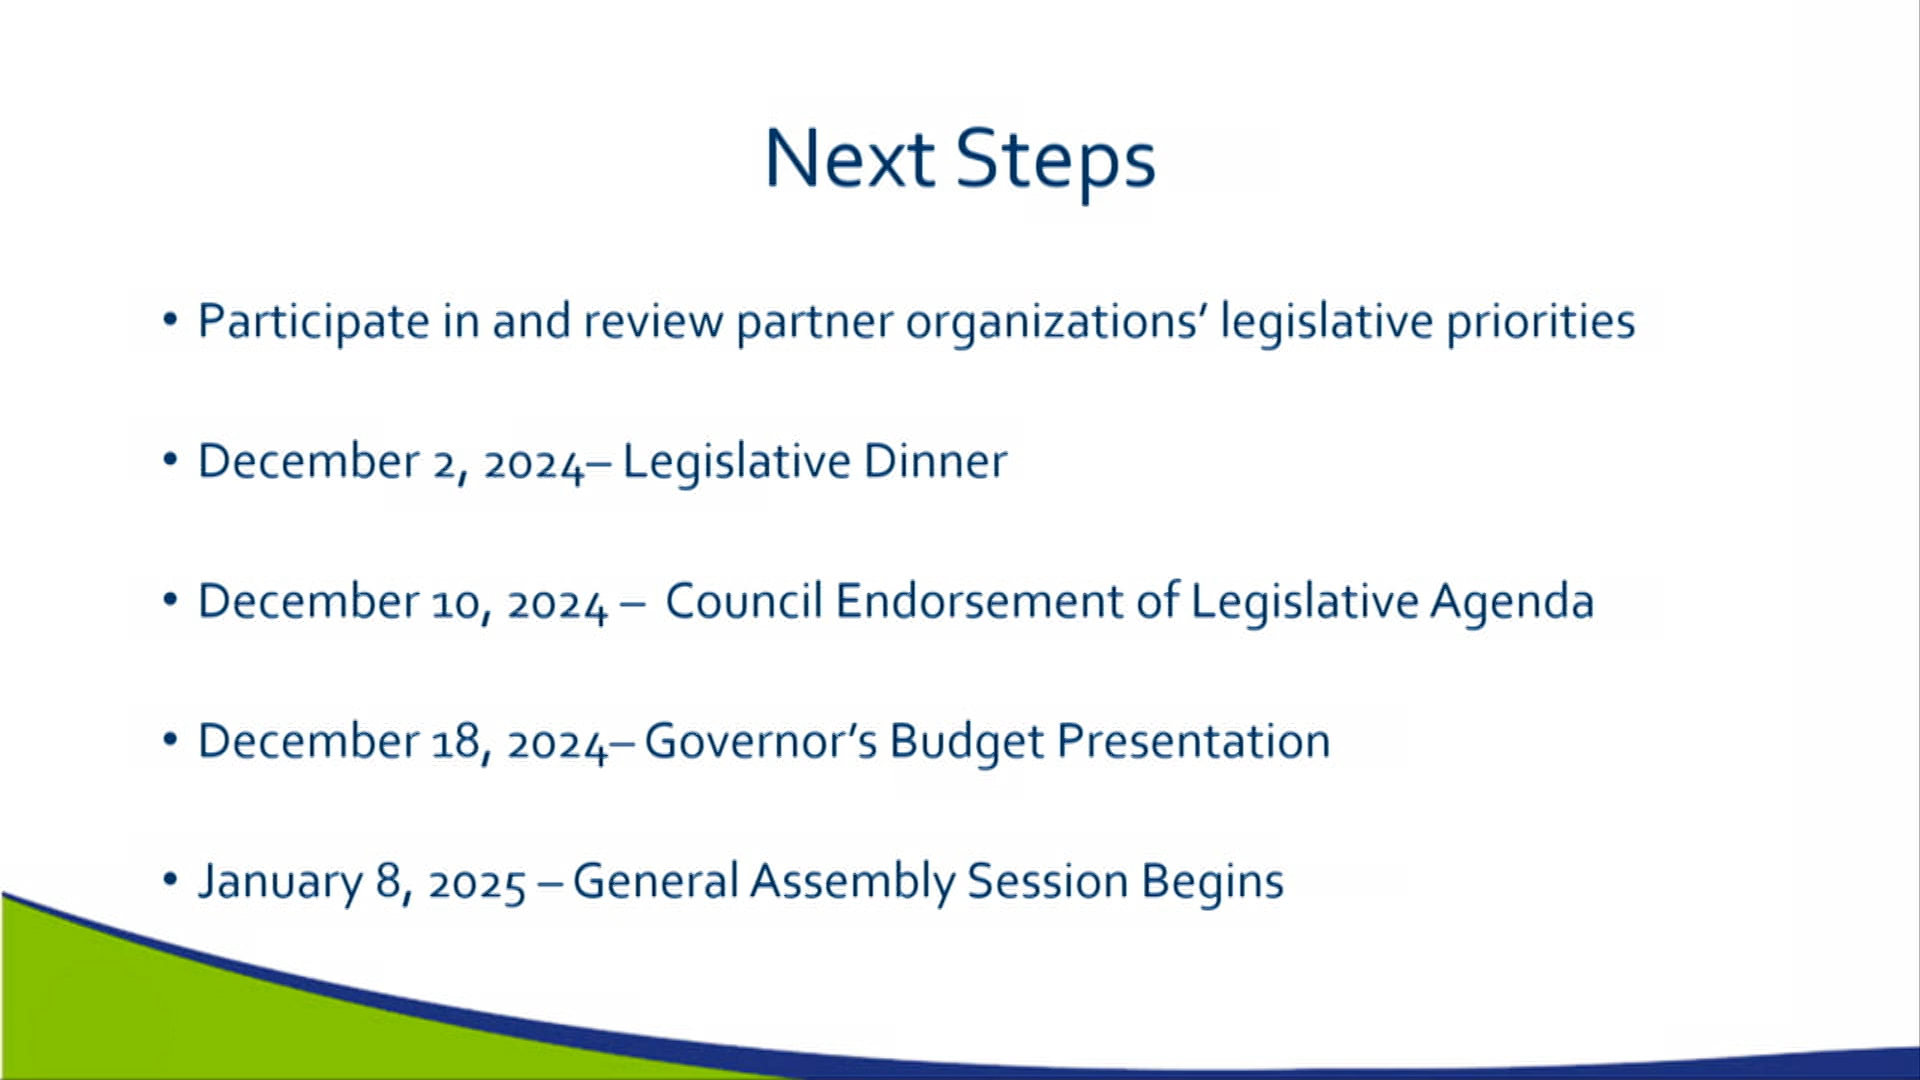 Next Steps
• Participate in and review partner organizations’ legislative priorities
• December 2, 2024– Legislative Dinner
• December 10, 2024 –  Council Endorsement of Legislative Agenda
• December 18, 2024– Governor’s Budget Presentation
• January 8, 2025 – General Assembly Session Begins